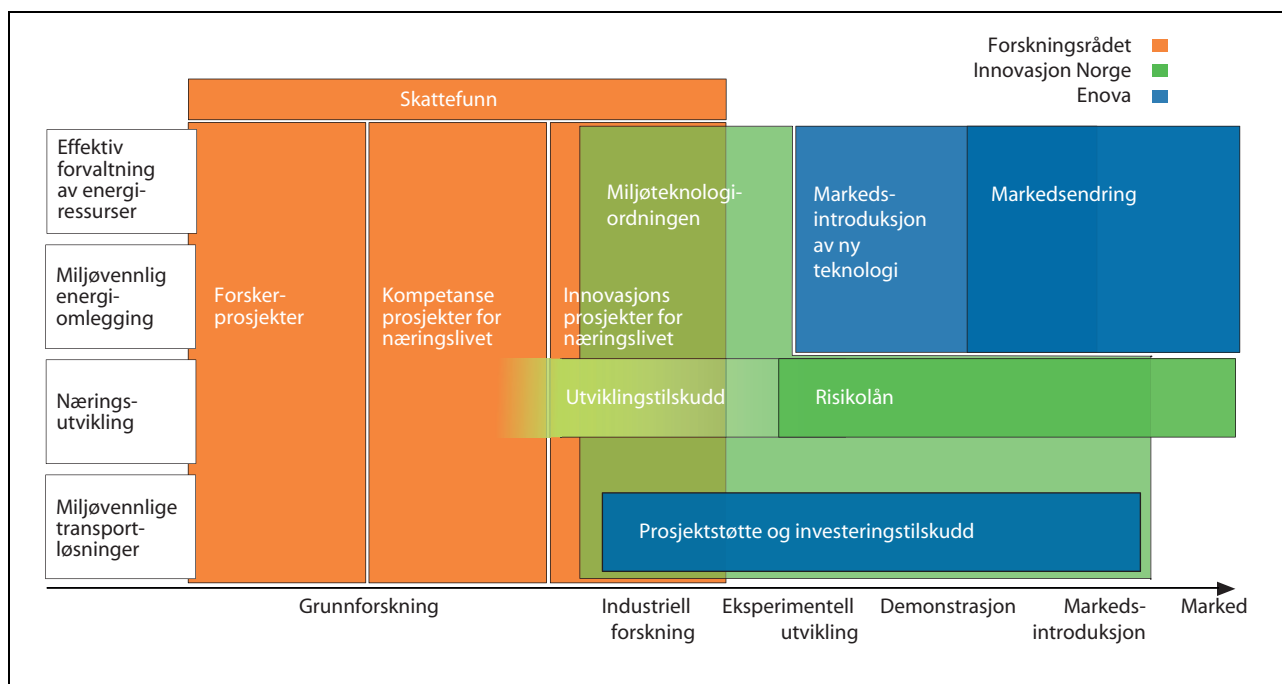 Forskningsrådet
Innovasjon Norge
Enova
Skattefunn
Effektiv
forvaltning
av energi-
ressurser
Miljøvennlig
energi-
omlegging
Nærings-
utvikling
Miljøvennlige
transport-
løsninger
Forsker-
prosjekter
Kompetanse
prosjekter for
næringslivet
Innovasjons
prosjekter for
næringslivet
Miljøteknologi-
ordningen
Markeds-
introduksjon
av ny
teknologi
Markedsendring
Utviklingstilskudd
Risikolån
Prosjektstøtte og investeringstilskudd
Grunnforskning
Industriell
forskning
Eksperimentell
utvikling
Demonstrasjon
Markeds-
introduksjon
Marked